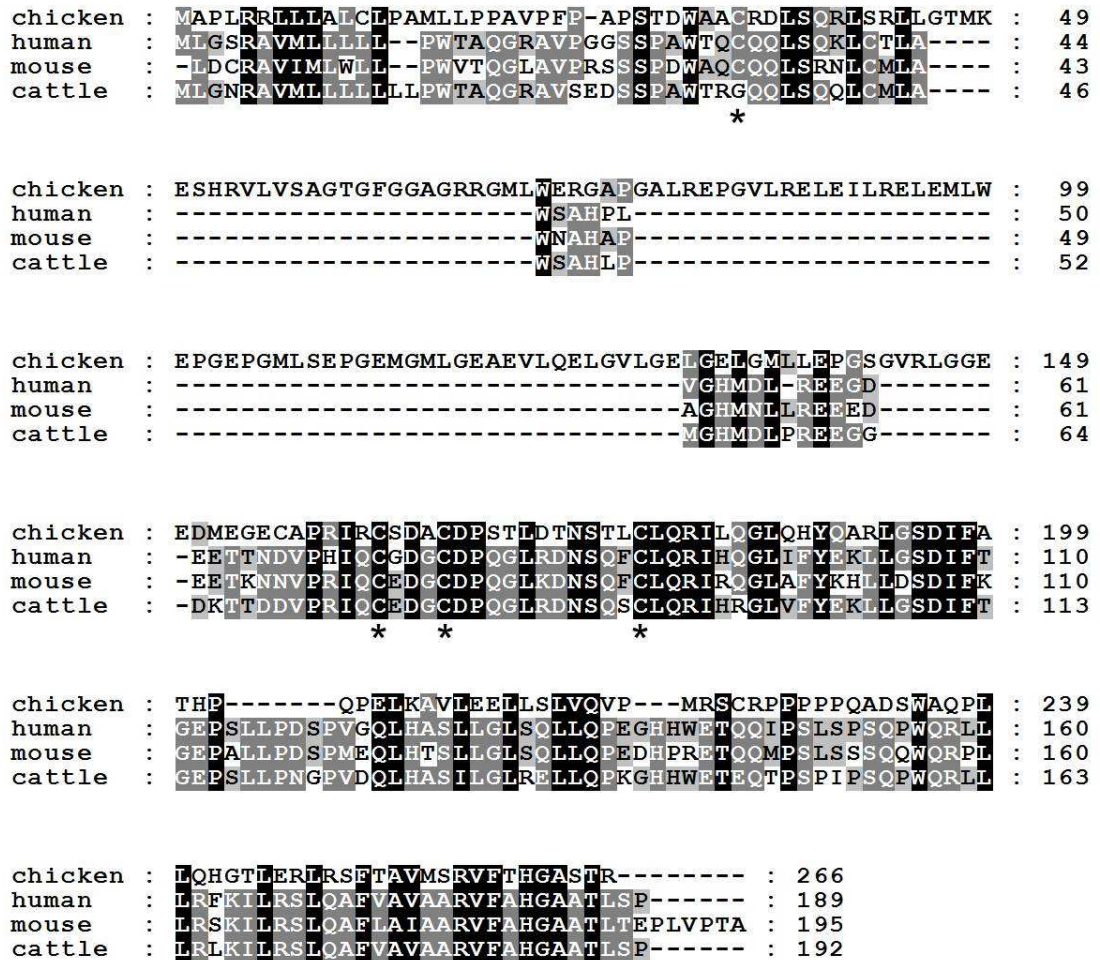 chicken : MAPLRRLLLALCLPAMLLPPAVPFP-APSTDWAACRDLSQRLSRLLGTMK : 49
human : MLGSRAVMLLLLL--PWTAQGRAVPGGSSPAWTQCQQLSQKLCTLA---- : 44
mouse : -LDCRAVIMLWLL--PWVTQGLAVPRSSSPDWAQCQQLSRNLCMLA---- : 43
cattle : MLGNRAVMLLLLLLLPWTAQGRAVSEDSSPAWTRGQQLSQQLCMLA---- : 46
*
chicken : ESHRVLVSAGTGFGGAGRRGMLWERGAPGALREPGVLRELEILRELEMLW : 99
human : ----------------------WSAHPL---------------------- : 50
mouse : ----------------------WNAHAP---------------------- : 49
cattle : ----------------------WSAHLP---------------------- : 52
chicken : EPGEPGMLSEPGEMGMLGEAEVLQELGVLGELGELGMLLEPGSGVRLGGE : 149
human : -------------------------------VGHMDL-REEGD------- : 61
mouse : -------------------------------AGHMNLLREEED------- : 61
cattle : -------------------------------MGHMDLPREEGG------- : 64
chicken : EDMEGECAPRIRCSDACDPSTLDTNSTLCLQRILQGLQHYQARLGSDIFA : 199
human : -EETTNDVPHIQCGDGCDPQGLRDNSQFCLQRIHQGLIFYEKLLGSDIFT : 110
mouse : -EETKNNVPRIQCEDGCDPQGLKDNSQFCLQRIRQGLAFYKHLLDSDIFK : 110
cattle : -DKTTDDVPRIQCEDGCDPQGLRDNSQSCLQRIHRGLVFYEKLLGSDIFT : 113
* * *
chicken : THP-------QPELKAVLEELLSLVQVP---MRSCRPPPPPQADSWAQPL : 239
human : GEPSLLPDSPVGQLHASLLGLSQLLQPEGHHWETQQIPSLSPSQPWQRLL : 160
mouse : GEPALLPDSPMEQLHTSLLGLSQLLQPEDHPRETQQMPSLSSSQQWQRPL : 160
cattle : GEPSLLPNGPVDQLHASILGLRELLQPKGHHWETEQTPSPIPSQPWQRLL : 163
chicken : LQHGTLERLRSFTAVMSRVFTHGASTR-------- : 266
human : LRFKILRSLQAFVAVAARVFAHGAATLSP------ : 189
mouse : LRSKILRSLQAFLAIAARVFAHGAATLTEPLVPTA : 195
cattle : LRLKILRSLQAFVAVAARVFAHGAATLSP------ : 192